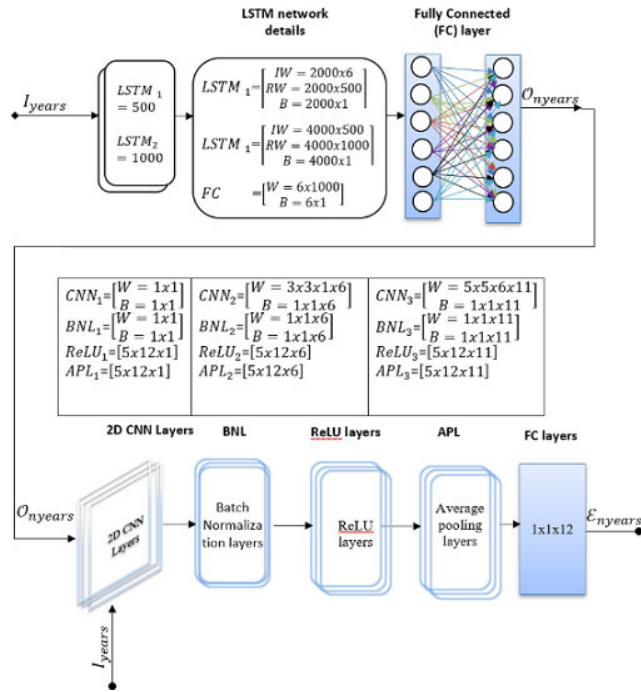 LSTM network details
Fully Connected (FC) layer
I_years
LSTM_1 = 500
LSTM_2 = 1000
LSTM_1=[IW = 2000x6
RW = 2000x500
B = 2000x1]
LSTM_1=[IW = 4000x500
RW = 4000x1000
B = 4000x1]
FC =[W = 6x1000
B = 6x1]
O_nyears
CNN_1=[W = 1x1
B = 1x1]
BNL_1=[W = 1x1
B = 1x1]
ReLU_1=[5x12x1]
APL_1=[5x12x1]
CNN_2=[W = 3x3x1x6
B = 1x1x6]
BNL_2=[W = 1x1x6
B = 1x1x6]
ReLU_2=[5x12x6]
APL_2=[5x12x6]
CNN_3=[W = 5x5x6x11
B = 1x1x11]
BNL_3=[W = 1x1x11
B = 1x1x11]
ReLU_3=[5x12x11]
APL_3=[5x12x11]
2D CNN Layers
BNL
ReLU layers
APL
FC layers
O_nyears
2D CNN
Layers
Batch
Normaliza
tion layers
ReLU
layers
Average
pooling
layers
1x1x12
Ɛ_nyears
I_years